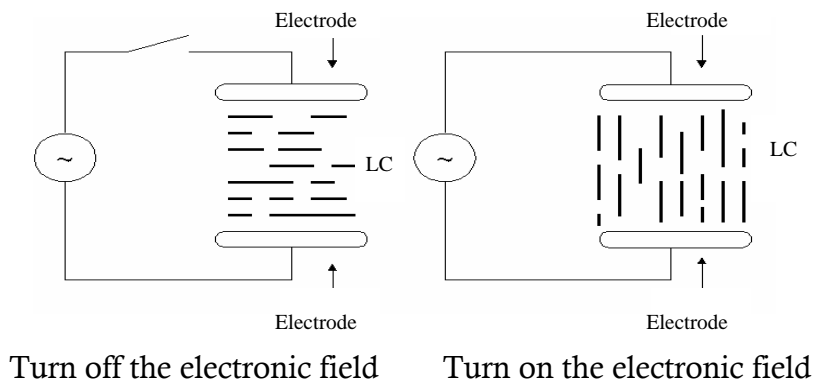 Electrode
Electrode
~
LC
~
LC
Electrode
Electrode
Turn off the electronic field
Turn on the electronic field